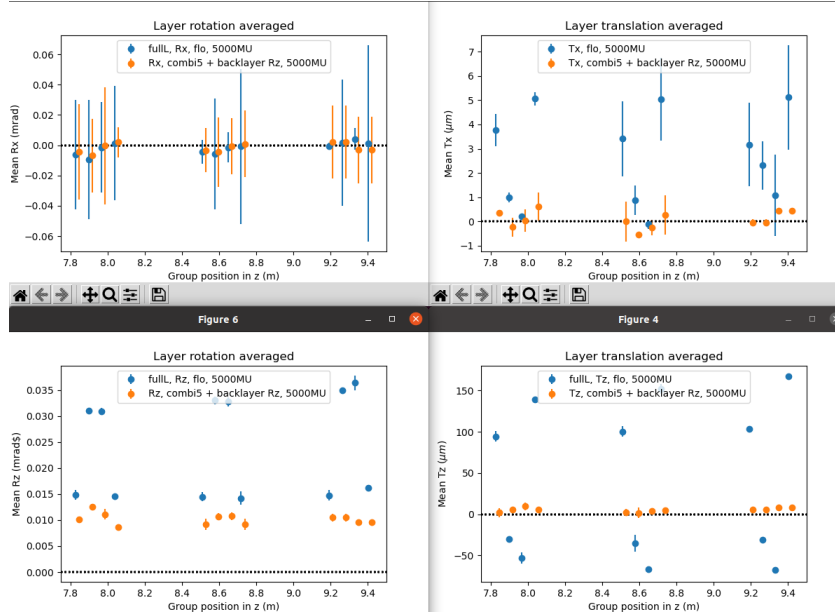 Layer rotation averaged
fullL, Rx, flo, 5000MU
Rx, combi5 + backlayer Rz, 5000MU
Mean Rx (mrad)
0.06
0.04
0.02
0.00
−0.02
−0.04
−0.06
7.8 8.0 8.2 8.4 8.6 8.8 9.0 9.2 9.4
Group position in z (m)
Layer translation averaged
Tx, flo, 5000MU
Tx, combi5 + backlayer Rz, 5000MU
Mean Tx (μm)
7
6
5
4
3
2
1
0
−1
7.8 8.0 8.2 8.4 8.6 8.8 9.0 9.2 9.4
Group position in z (m)
Figure 6
Figure 4
Layer rotation averaged
fullL, Rz, flo, 5000MU
Rz, combi5 + backlayer Rz, 5000MU
Mean Rz (mrad$)
0.035
0.030
0.025
0.020
0.015
0.010
0.005
0.000
7.8 8.0 8.2 8.4 8.6 8.8 9.0 9.2 9.4
Group position in z (m)
Layer translation averaged
fullL, Tz, flo, 5000MU
Tz, combi5 + backlayer Rz, 5000MU
Mean Tz (μm)
150
100
50
0
−50
7.8 8.0 8.2 8.4 8.6 8.8 9.0 9.2 9.4
Group position in z (m)